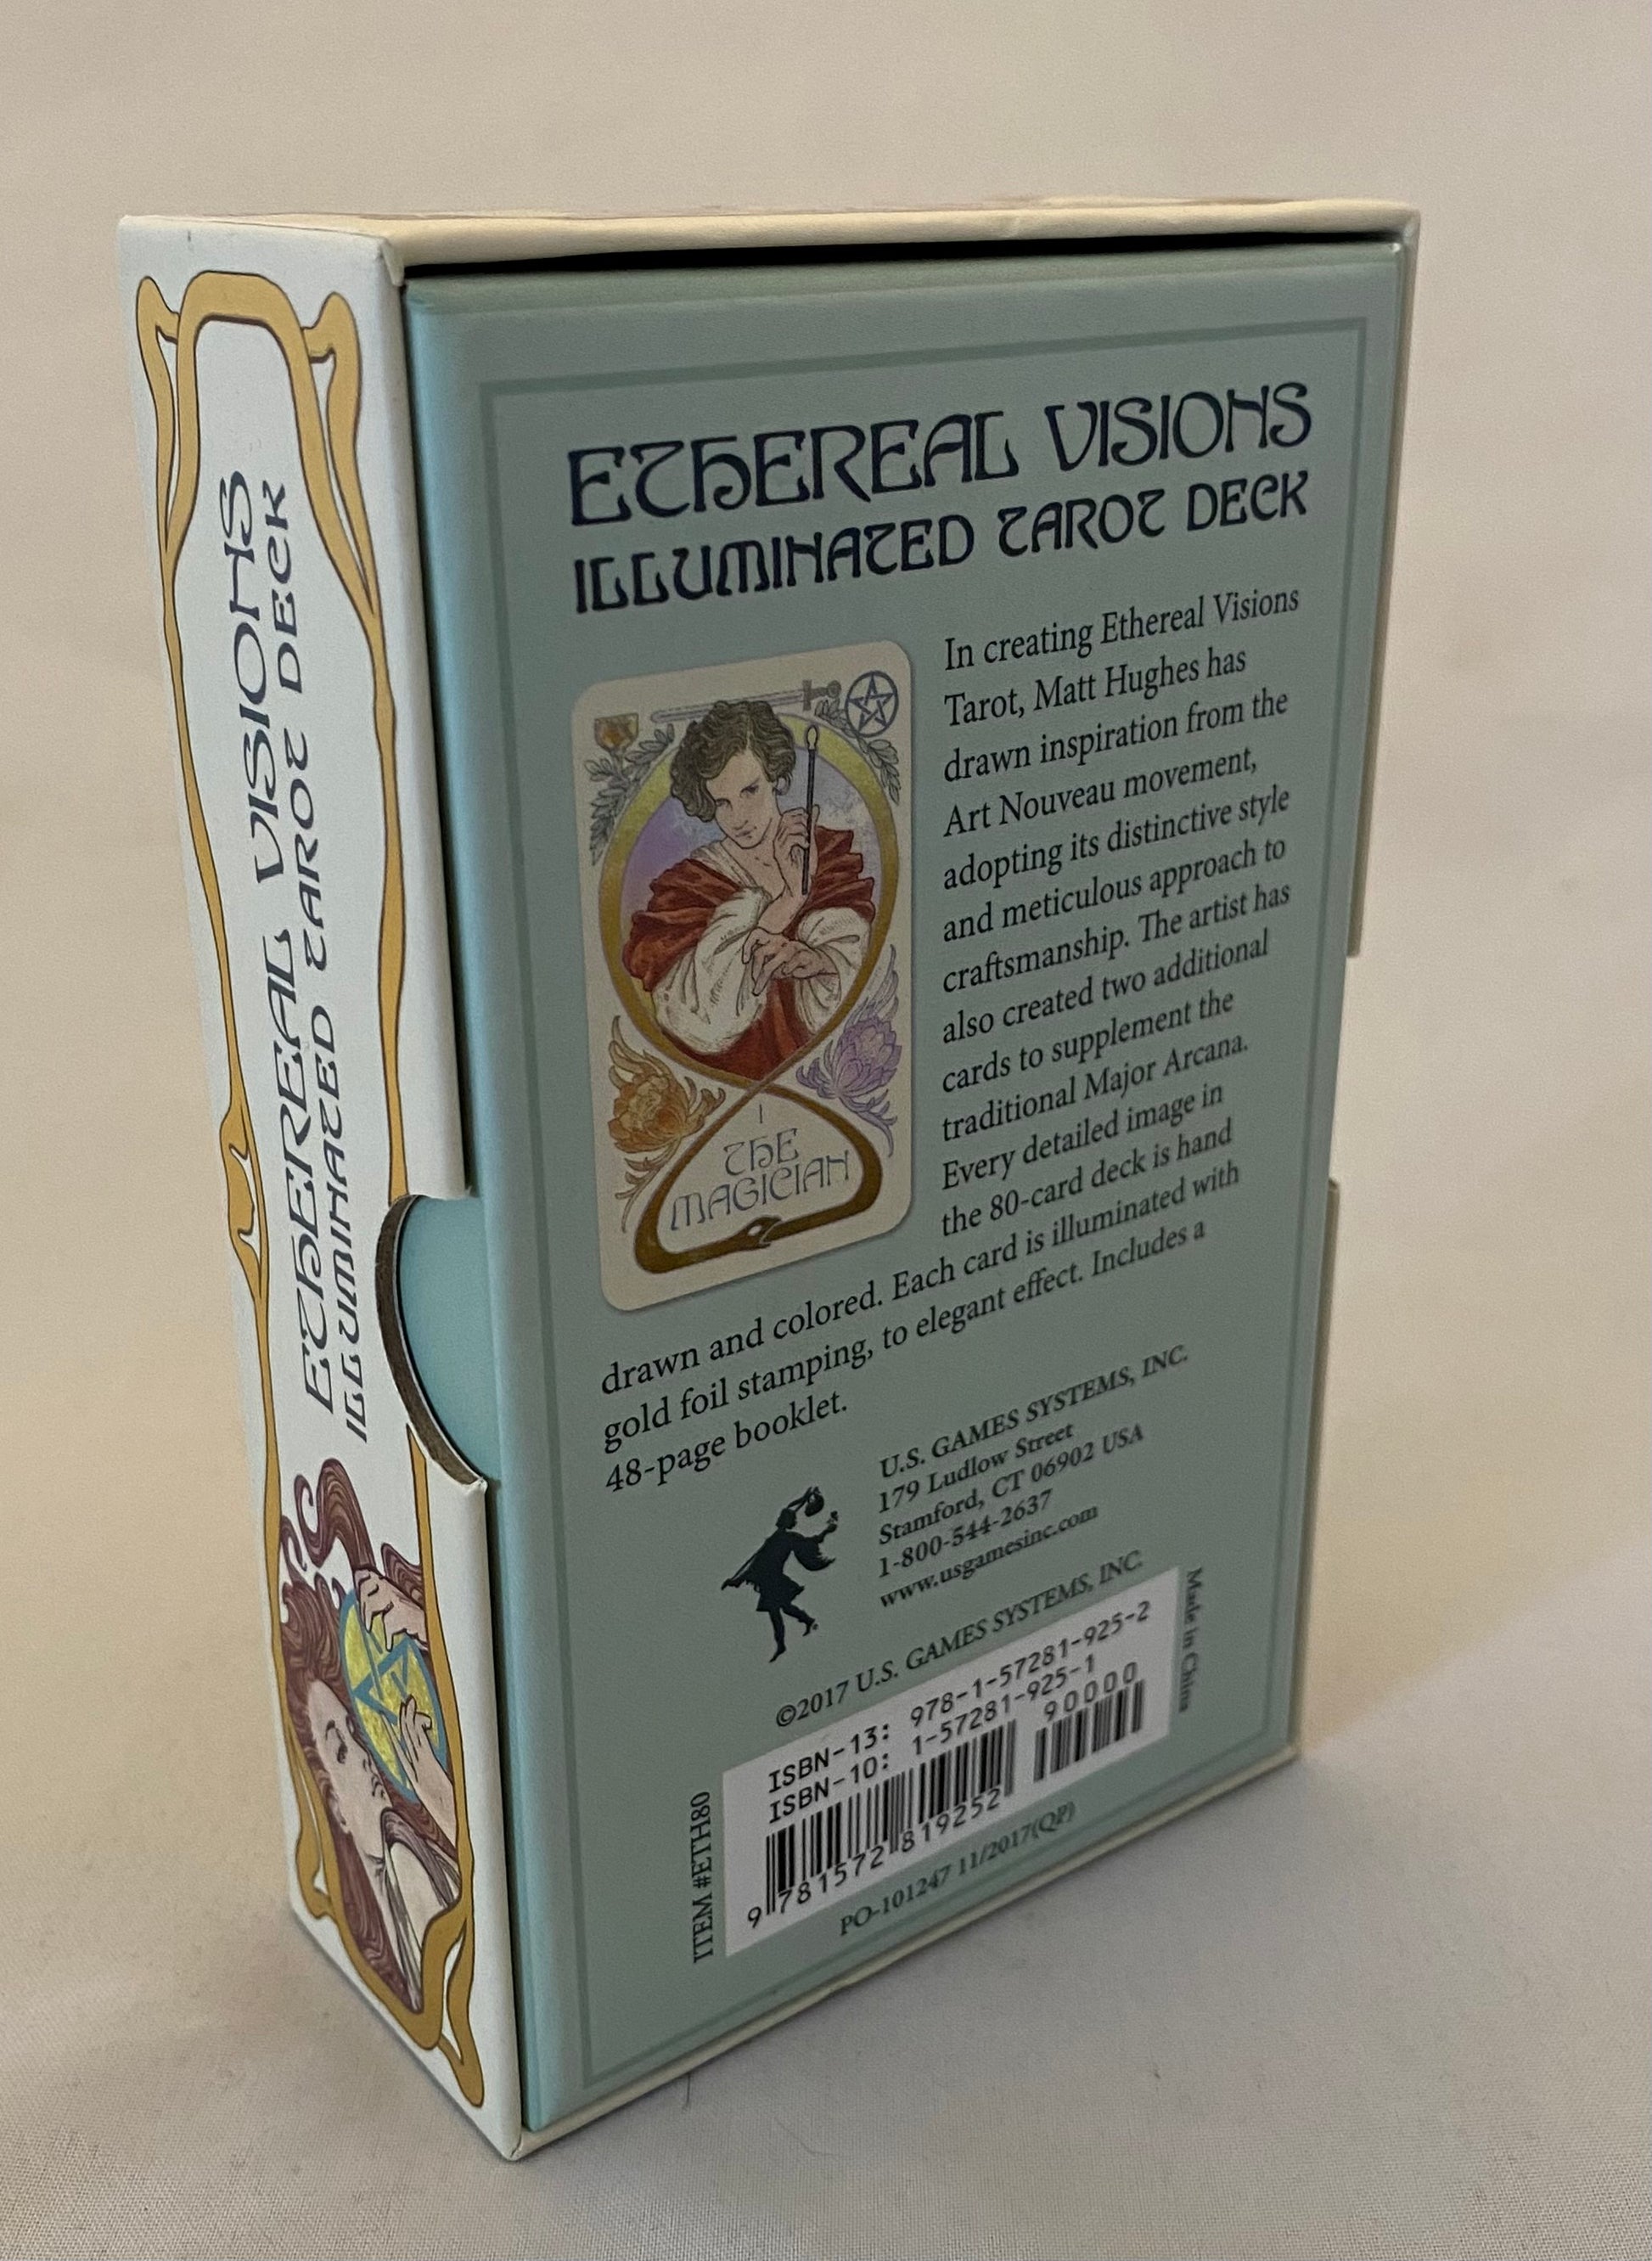 ETHEREAL VISIONS
ILLUMINATED TAROT DECK
ETHEREAL VISIONS
ILLUMINATED TAROT DECK
I
THE
MAGICIAN
In creating Ethereal Visions
Tarot, Matt Hughes has
drawn inspiration from the
Art Nouveau movement,
adopting its distinctive style
and meticulous approach to
craftsmanship. The artist has
also created two additional
cards to supplement the
traditional Major Arcana.
Every detailed image in
the 80-card deck is hand
drawn and colored. Each card is illuminated with
gold foil stamping, to elegant effect. Includes a
48-page booklet.
U.S. GAMES SYSTEMS, INC.
179 Ludlow Street
Stamford, CT 06902 USA
1-800-544-2637
www.usgamesinc.com
©2017 U.S. GAMES SYSTEMS, INC.
Made in China
ISBN-13: 978-1-57281-925-2
ISBN-10: 1-57281-925-1
90000
9 781572 819252
ITEM #ETH80
PO-101247 11/2017(QP)